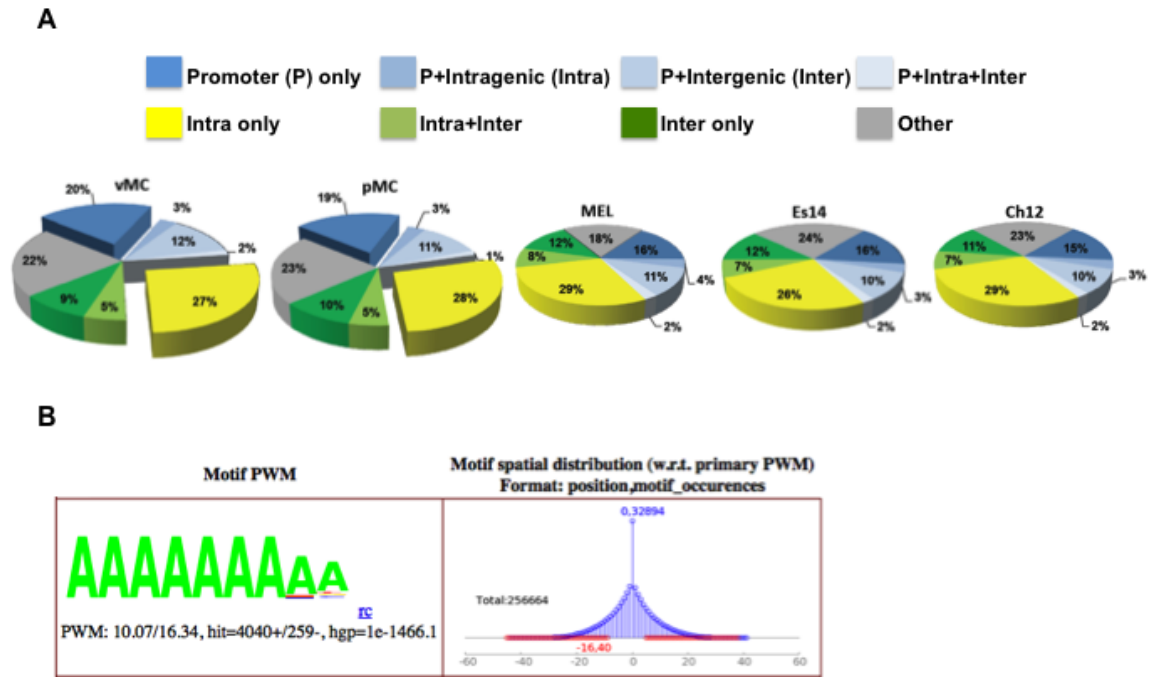 A
Promoter (P) only P+Intragenic (Intra) P+Intergenic (Inter) P+Intra+Inter
Intra only Intra+Inter Inter only Other
vMC
20%
3%
12%
2%
27%
5%
9%
22%
pMC
19%
3%
11%
1%
28%
5%
10%
23%
MEL
18%
16%
4%
11%
2%
29%
8%
12%
Es14
24%
16%
3%
10%
2%
26%
7%
12%
Ch12
23%
15%
3%
10%
2%
29%
7%
11%
B
Motif PWM
AAAAAAAAA
rc
PWM: 10.07/16.34, hit=4040+/259-, hgp=1e-1466.1
Motif spatial distribution (w.r.t. primary PWM)
Format: position,motif_occurences
0,32894
Total:256664
-16,40
-60 -40 -20 0 20 40 60